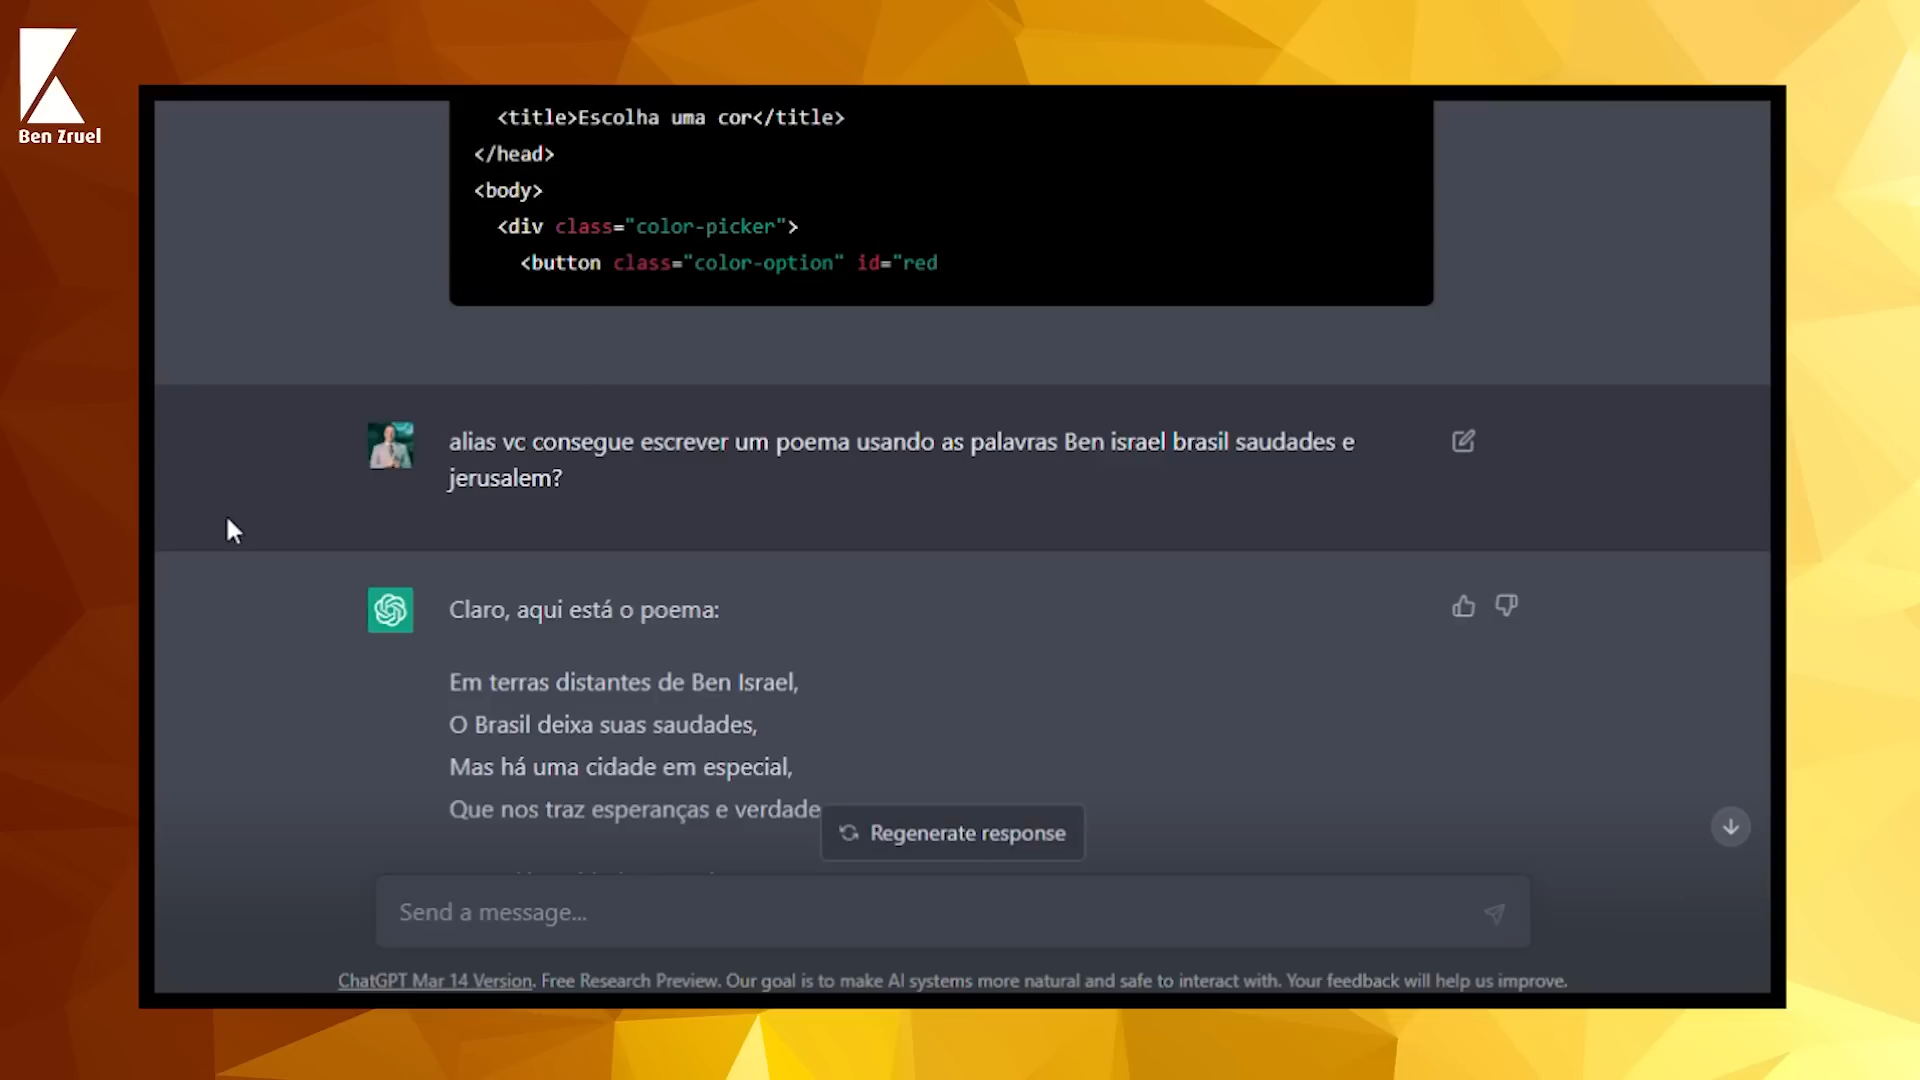 Ben Zruel
<title>Escolha uma cor</title>
</head>
<body>
<div class="color-picker">
<button class="color-option" id="red
alias vc consegue escrever um poema usando as palavras Ben israel brasil saudades e
jerusalem?
Claro, aqui está o poema:
Em terras distantes de Ben Israel,
O Brasil deixa suas saudades,
Mas há uma cidade em especial,
Que nos traz esperanças e verdade
Regenerate response
Send a message...
ChatGPT Mar 14 Version. Free Research Preview. Our goal is to make AI systems more natural and safe to interact with. Your feedback will help us improve.